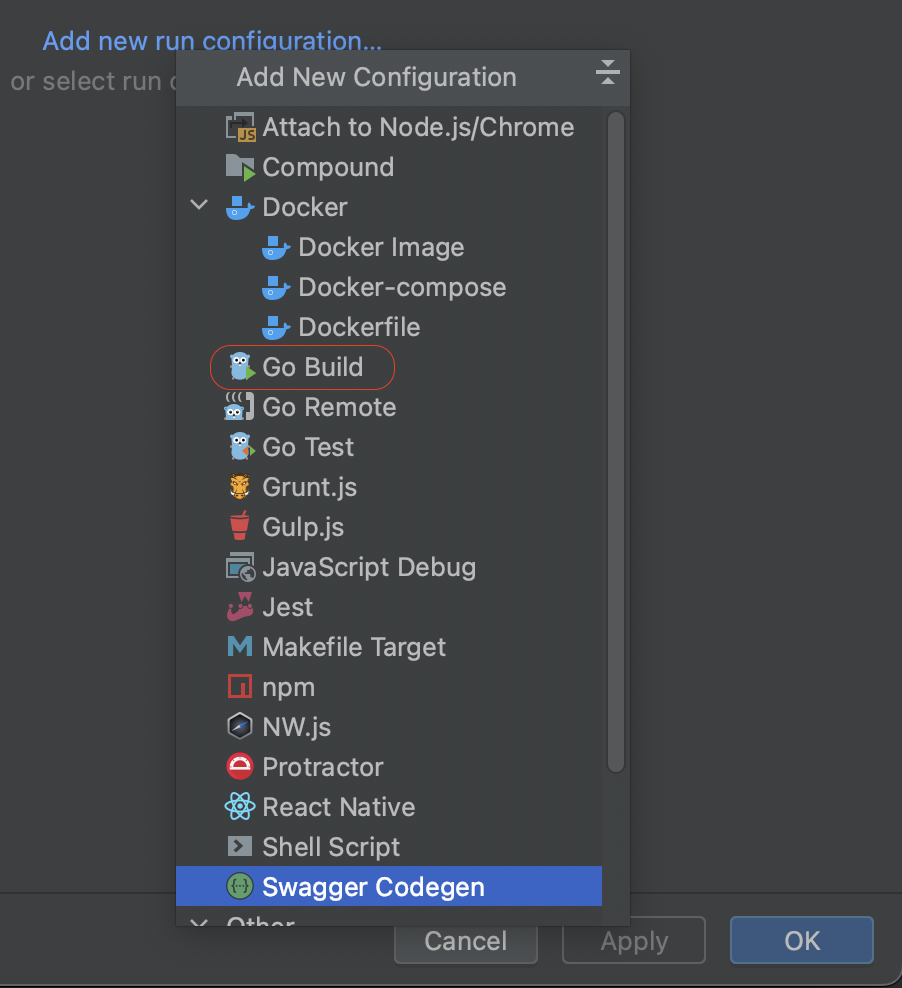 Add new run configuration...
or select run
Add New Configuration
Attach to Node.js/Chrome
JS
Compound
Docker
Docker Image
Docker-compose
Dockerfile
Go Build
Go Remote
Go Test
Grunt.js
Gulp.js
JavaScript Debug
Jest
Makefile Target
npm
NW.js
Protractor
React Native
Shell Script
Swagger Codegen
Other
Cancel
Apply
OK